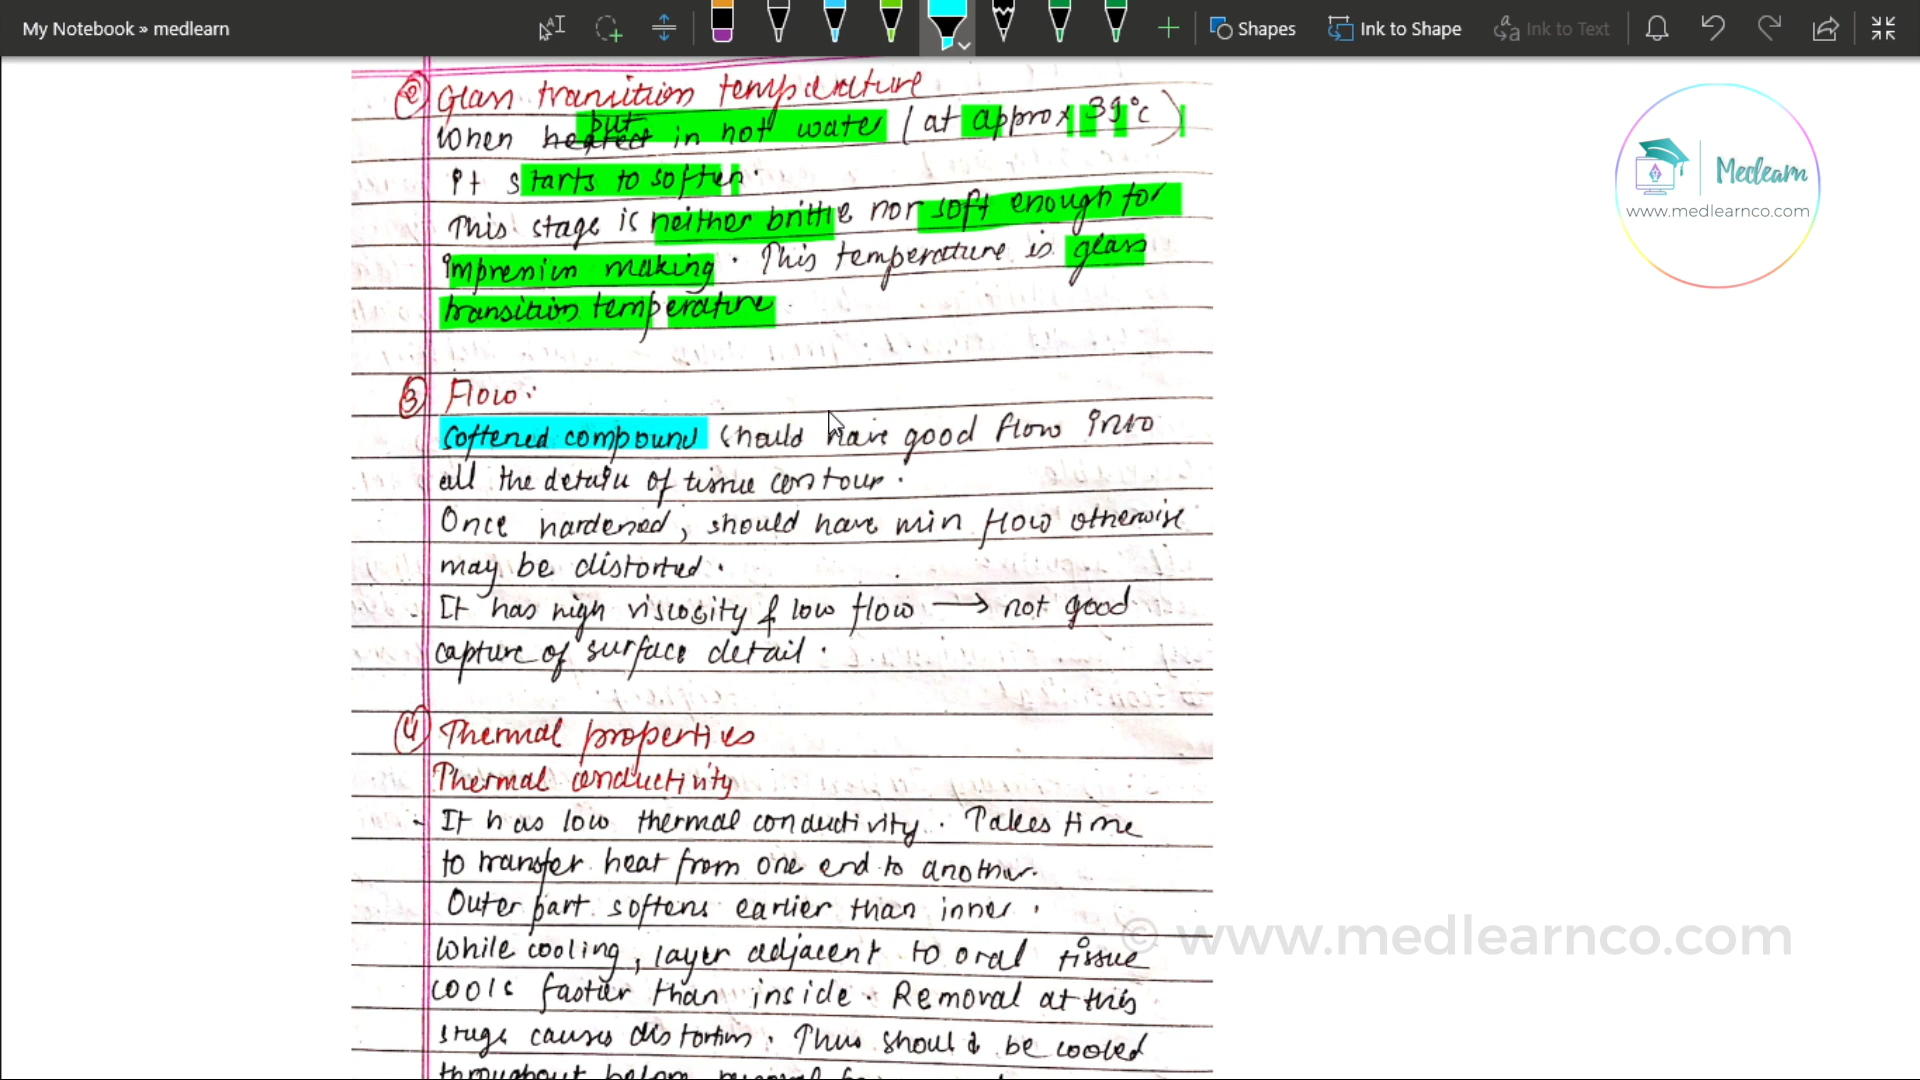 My Notebook » medlearn
Shapes
Ink to Shape
Ink to Text
② Glass transition temperature
When heated put in hot water (at approx 39°c)
it starts to soften.
This stage is neither brittle nor soft enough for
impression making. This temperature is glass
transition temperature
③ Flow:
Softened compound should have good flow into
all the details of tissue contour.
Once hardened, should have min flow otherwise
may be distorted.
- It has high viscosity & low flow → not good
capture of surface detail.
④ Thermal properties
Thermal conductivity
- It has low thermal conductivity. Takes time
to transfer heat from one end to another.
Outer part softens earlier than inner.
While cooling, layer adjacent to oral tissue
cools faster than inside. Removal at this
stage causes distortion. Thus should be cooled
throughout before removal
Medlearn
www.medlearnco.com
© www.medlearnco.com